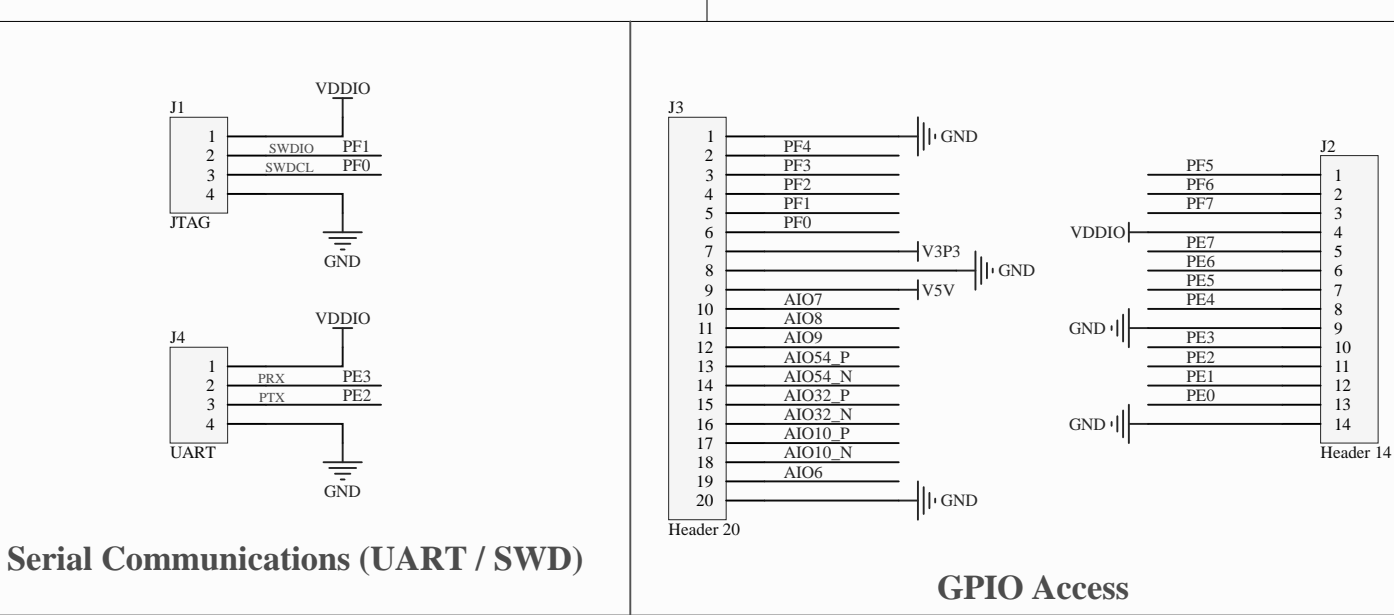 VDDIO
J1
1
2 SWDIO PF1
3 SWDCL PF0
4
JTAG
GND
VDDIO
J4
1
2 PRX PE3
3 PTX PE2
4
UART
GND
Serial Communications (UART / SWD)
J3
1 GND
2 PF4
3 PF3
4 PF2
5 PF1
6 PF0
7 V3P3
8 GND
9 V5V
10 AIO7
11 AIO8
12 AIO9
13 AIO54_P
14 AIO54_N
15 AIO32_P
16 AIO32_N
17 AIO10_P
18 AIO10_N
19 AIO6
20 GND
Header 20
J2
PF5 1
PF6 2
PF7 3
VDDIO 4
PE7 5
PE6 6
PE5 7
PE4 8
GND 9
PE3 10
PE2 11
PE1 12
PE0 13
GND 14
Header 14
GPIO Access